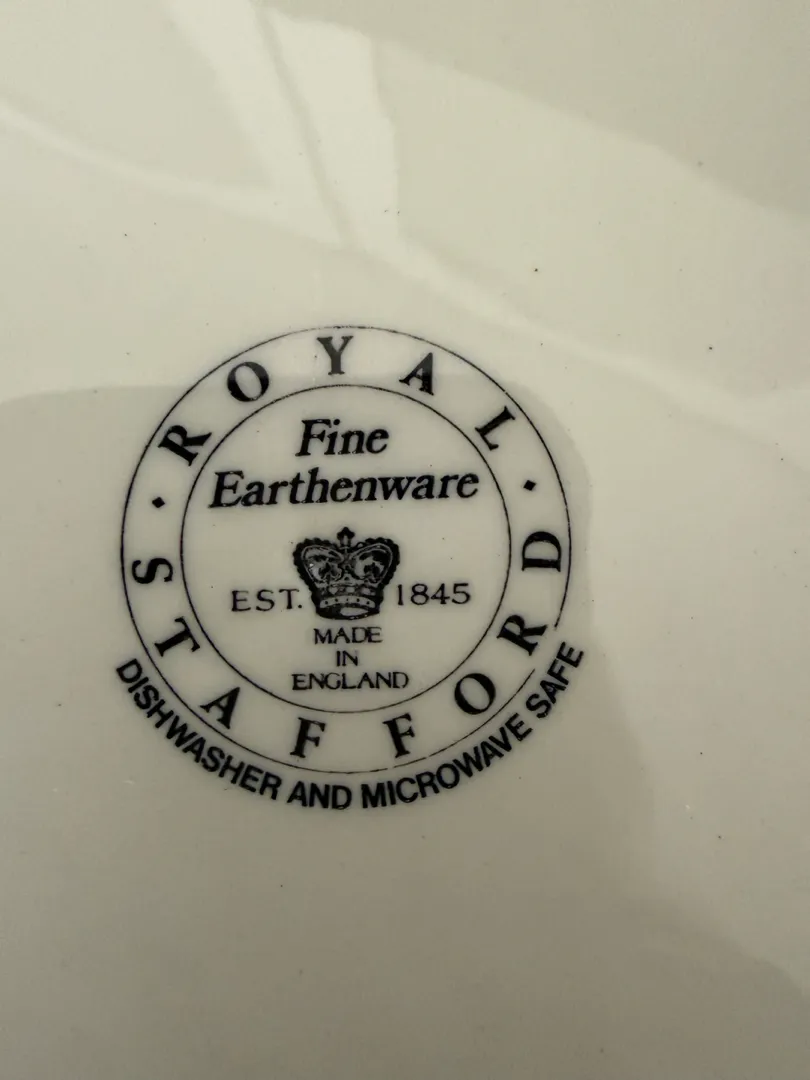 ROYAL
Fine
Earthenware
EST. 1845
MADE
IN
ENGLAND
STAFFORD
DISHWASHER AND MICROWAVE SAFE